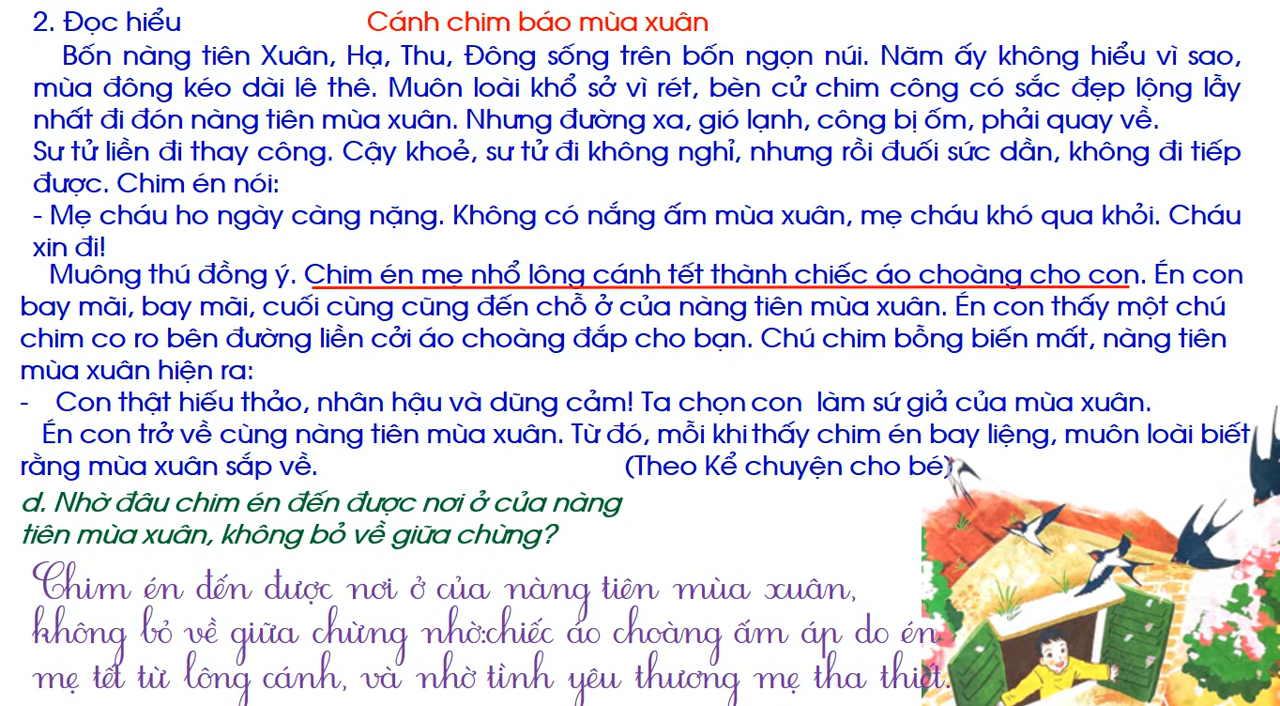 2. Đọc hiểu Cánh chim báo mùa xuân
Bốn nàng tiên Xuân, Hạ, Thu, Đông sống trên bốn ngọn núi. Năm ấy không hiểu vì sao,
mùa đông kéo dài lê thê. Muôn loài khổ sở vì rét, bèn cử chim công có sắc đẹp lộng lẫy
nhất đi đón nàng tiên mùa xuân. Nhưng đường xa, gió lạnh, công bị ốm, phải quay về.
Sư tử liền đi thay công. Cậy khoẻ, sư tử đi không nghỉ, nhưng rồi đuối sức dần, không đi tiếp
được. Chim én nói:
- Mẹ cháu ho ngày càng nặng. Không có nắng ấm mùa xuân, mẹ cháu khó qua khỏi. Cháu
xin đi!
Muông thú đồng ý. Chim én mẹ nhổ lông cánh tết thành chiếc áo choàng cho con. Én con
bay mãi, bay mãi, cuối cùng cũng đến chỗ ở của nàng tiên mùa xuân. Én con thấy một chú
chim co ro bên đường liền cởi áo choàng đắp cho bạn. Chú chim bỗng biến mất, nàng tiên
mùa xuân hiện ra:
- Con thật hiếu thảo, nhân hậu và dũng cảm! Ta chọn con làm sứ giả của mùa xuân.
Én con trở về cùng nàng tiên mùa xuân. Từ đó, mỗi khi thấy chim én bay liệng, muôn loài biết
rằng mùa xuân sắp về. (Theo Kể chuyện cho bé)
d. Nhờ đâu chim én đến được nơi ở của nàng
tiên mùa xuân, không bỏ về giữa chừng?
Chim én đến được nơi ở của nàng tiên mùa xuân,
không bỏ về giữa chừng nhờ:chiếc áo choàng ấm áp do én
mẹ tết từ lông cánh, và nhờ tình yêu thương mẹ tha thiết.